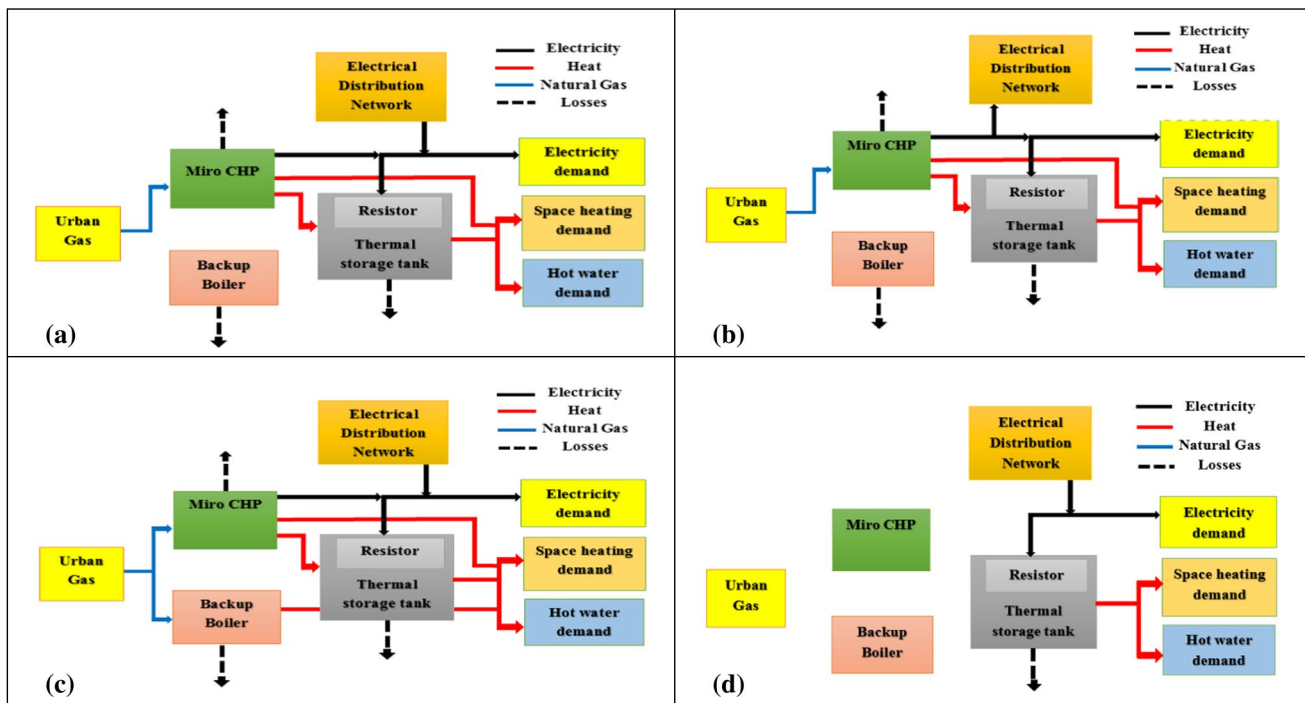 Electricity
Heat
Natural Gas
Losses
Electrical
Distribution
Network
Miro CHP
Electricity
demand
Urban
Gas
Resistor
Thermal
storage tank
Space heating
demand
Backup
Boiler
Hot water
demand
(a)
Electricity
Heat
Natural Gas
Losses
Electrical
Distribution
Network
Miro CHP
Electricity
demand
Urban
Gas
Resistor
Thermal
storage tank
Space heating
demand
Backup
Boiler
Hot water
demand
(b)
Electricity
Heat
Natural Gas
Losses
Electrical
Distribution
Network
Miro CHP
Electricity
demand
Urban
Gas
Resistor
Thermal
storage tank
Space heating
demand
Backup
Boiler
Hot water
demand
(c)
Electricity
Heat
Natural Gas
Losses
Electrical
Distribution
Network
Miro CHP
Electricity
demand
Urban
Gas
Resistor
Thermal
storage tank
Space heating
demand
Backup
Boiler
Hot water
demand
(d)